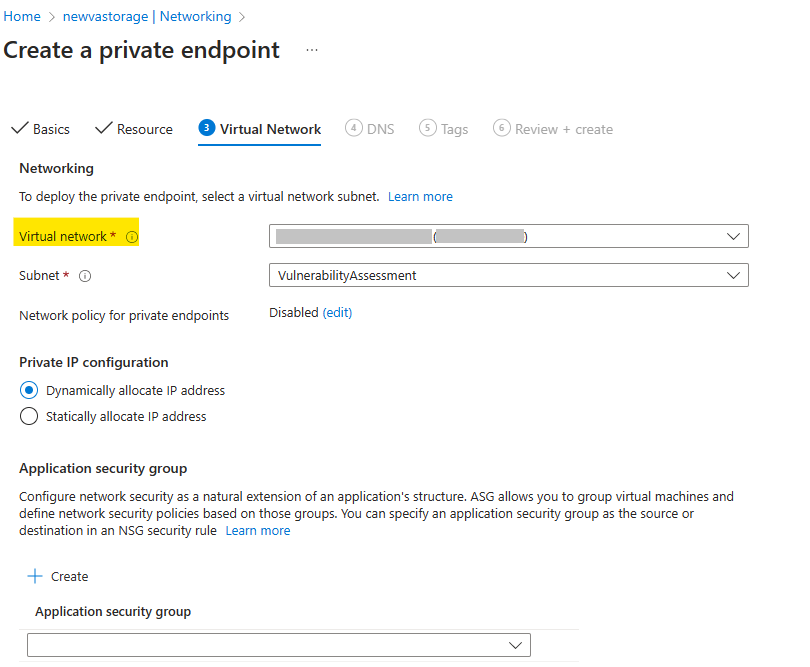 Home > newvastorage | Networking >
Create a private endpoint ...
Basics Resource 3 Virtual Network 4 DNS 5 Tags 6 Review + create
Networking
To deploy the private endpoint, select a virtual network subnet. Learn more
Virtual network * ( )
Subnet * VulnerabilityAssessment
Network policy for private endpoints Disabled (edit)
Private IP configuration
Dynamically allocate IP address
Statically allocate IP address
Application security group
Configure network security as a natural extension of an application's structure. ASG allows you to group virtual machines and
define network security policies based on those groups. You can specify an application security group as the source or
destination in an NSG security rule Learn more
+ Create
Application security group